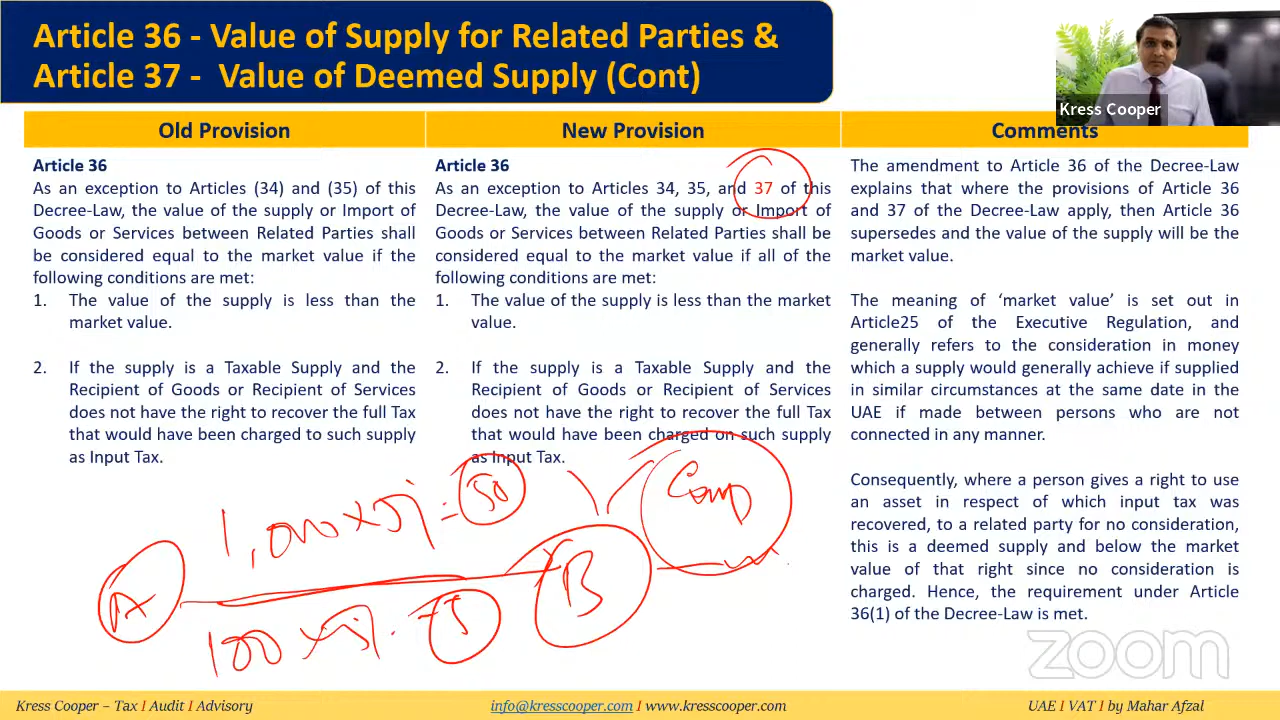 Article 36 - Value of Supply for Related Parties &
Article 37 - Value of Deemed Supply (Cont)
Kress Cooper
Old Provision
New Provision
Comments
Article 36
As an exception to Articles (34) and (35) of this
Decree-Law, the value of the supply or Import of
Goods or Services between Related Parties shall
be considered equal to the market value if the
following conditions are met:
1. The value of the supply is less than the
market value.
2. If the supply is a Taxable Supply and the
Recipient of Goods or Recipient of Services
does not have the right to recover the full Tax
that would have been charged to such supply
as Input Tax.
Article 36
As an exception to Articles 34, 35, and 37 of this
Decree-Law, the value of the supply or Import of
Goods or Services between Related Parties shall be
considered equal to the market value if all of the
following conditions are met:
1. The value of the supply is less than the market
value.
2. If the supply is a Taxable Supply and the
Recipient of Goods or Recipient of Services
does not have the right to recover the full Tax
that would have been charged on such supply
as Input Tax.
The amendment to Article 36 of the Decree-Law
explains that where the provisions of Article 36
and 37 of the Decree-Law apply, then Article 36
supersedes and the value of the supply will be the
market value.
The meaning of ‘market value’ is set out in
Article25 of the Executive Regulation, and
generally refers to the consideration in money
which a supply would generally achieve if supplied
in similar circumstances at the same date in the
UAE if made between persons who are not
connected in any manner.
Consequently, where a person gives a right to use
an asset in respect of which input tax was
recovered, to a related party for no consideration,
this is a deemed supply and below the market
value of that right since no consideration is
charged. Hence, the requirement under Article
36(1) of the Decree-Law is met.
1,000 x 5% = 50
A
B
100 x 5% = 5
zoom
Kress Cooper – Tax I Audit I Advisory
info@kresscooper.com I www.kresscooper.com
UAE I VAT I by Mahar Afzal